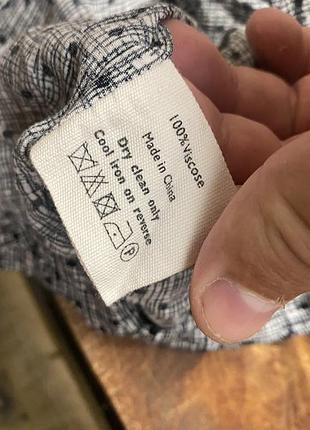 100%Viscose
Made in China
Dry clean only
Cool iron on reverse
P